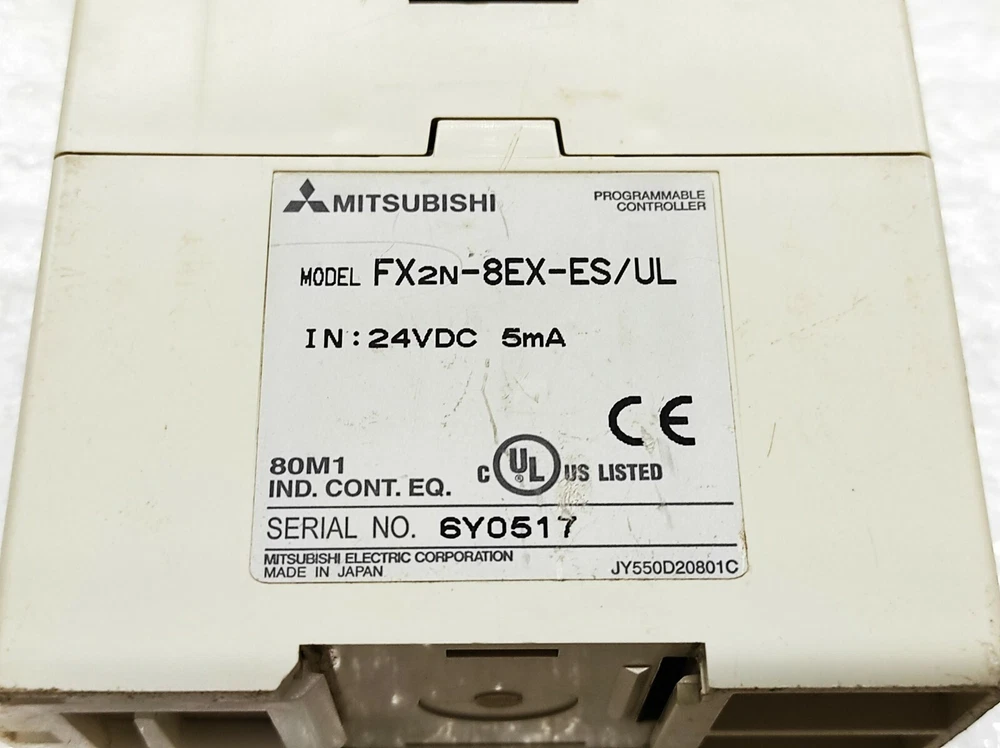 MITSUBISHI
PROGRAMMABLE
CONTROLLER
MODEL FX2N-8EX-ES/UL
IN:24VDC 5mA
CE
80M1
IND. CONT. EQ.
C UL ® US LISTED
SERIAL NO. 6Y0517
MITSUBISHI ELECTRIC CORPORATION
MADE IN JAPAN
JY550D20801C